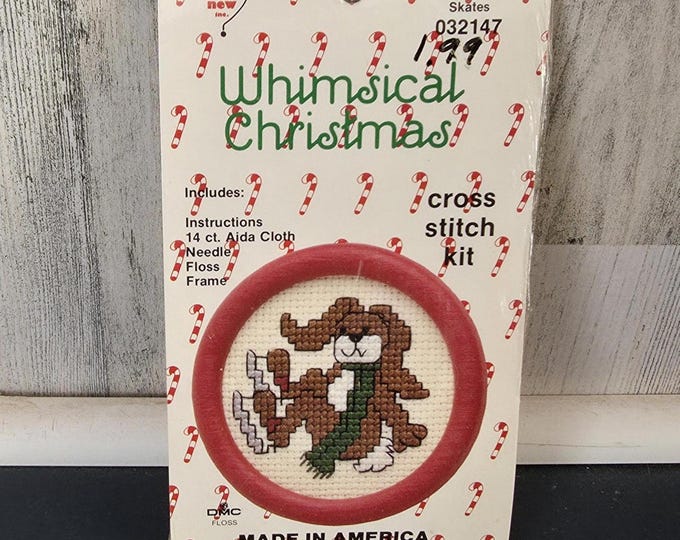 new
inc.
Skates
032147
1.99
Whimsical
Christmas
Includes:
Instructions
14 ct. Aida Cloth
Needle
Floss
Frame
cross
stitch
kit
DMC
FLOSS
MADE IN AMERICA